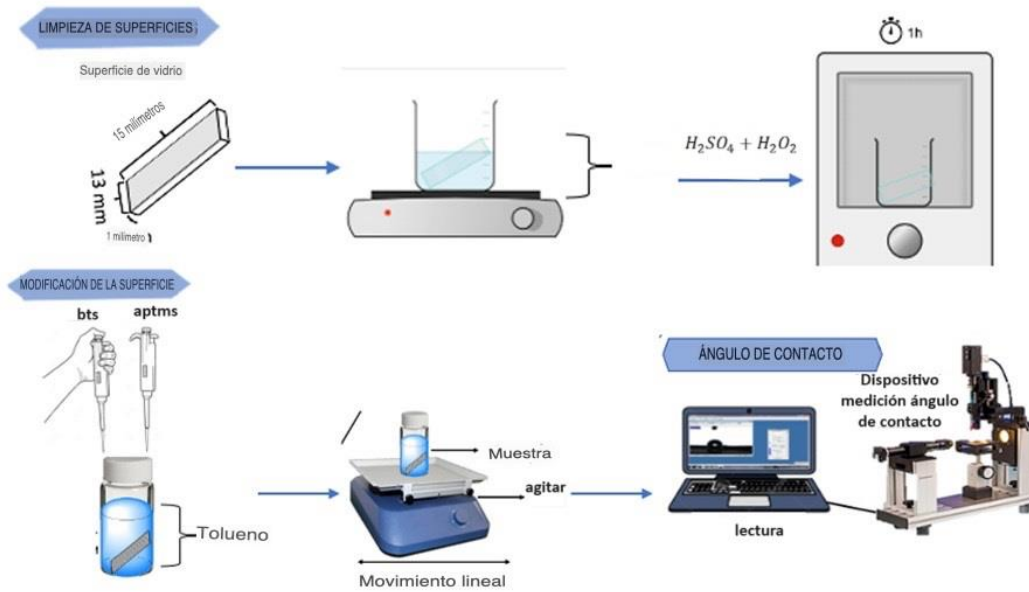 LIMPIEZA DE SUPERFICIES
Superficie de vidrio
15 milímetros
13 mm
1 milímetro
H₂SO₄ + H₂O₂
1h
MODIFICACIÓN DE LA SUPERFICIE
bts
aptms
Tolueno
Muestra
agitar
Movimiento lineal
ÁNGULO DE CONTACTO
Dispositivo
medición ángulo
de contacto
lectura